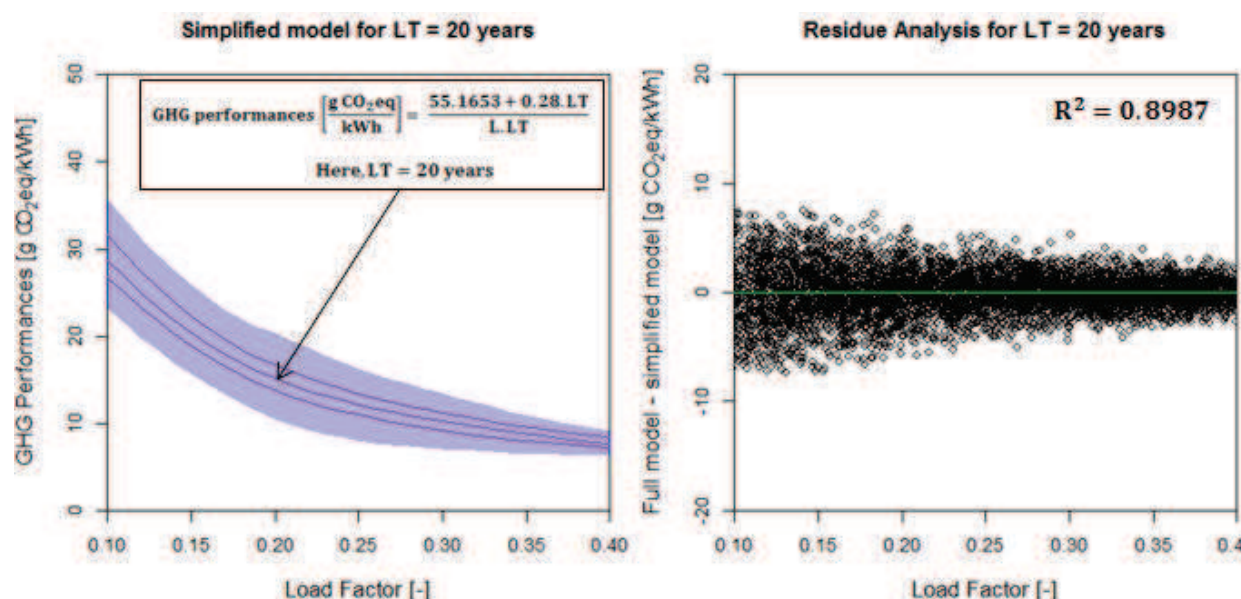 Simplified model for LT = 20 years
GHG Performances [g CO2eq/kWh]
50
40
30
20
10
0
GHG performances [g CO2eq / kWh] = 55.1653 + 0.28.LT / L.LT
Here, LT = 20 years
0.10 0.15 0.20 0.25 0.30 0.35 0.40
Load Factor [-]
Residue Analysis for LT = 20 years
Full model - simplified model [g CO2eq/kWh]
20
10
0
-10
-20
R² = 0.8987
0.10 0.15 0.20 0.25 0.30 0.35 0.4
Load Factor [-]